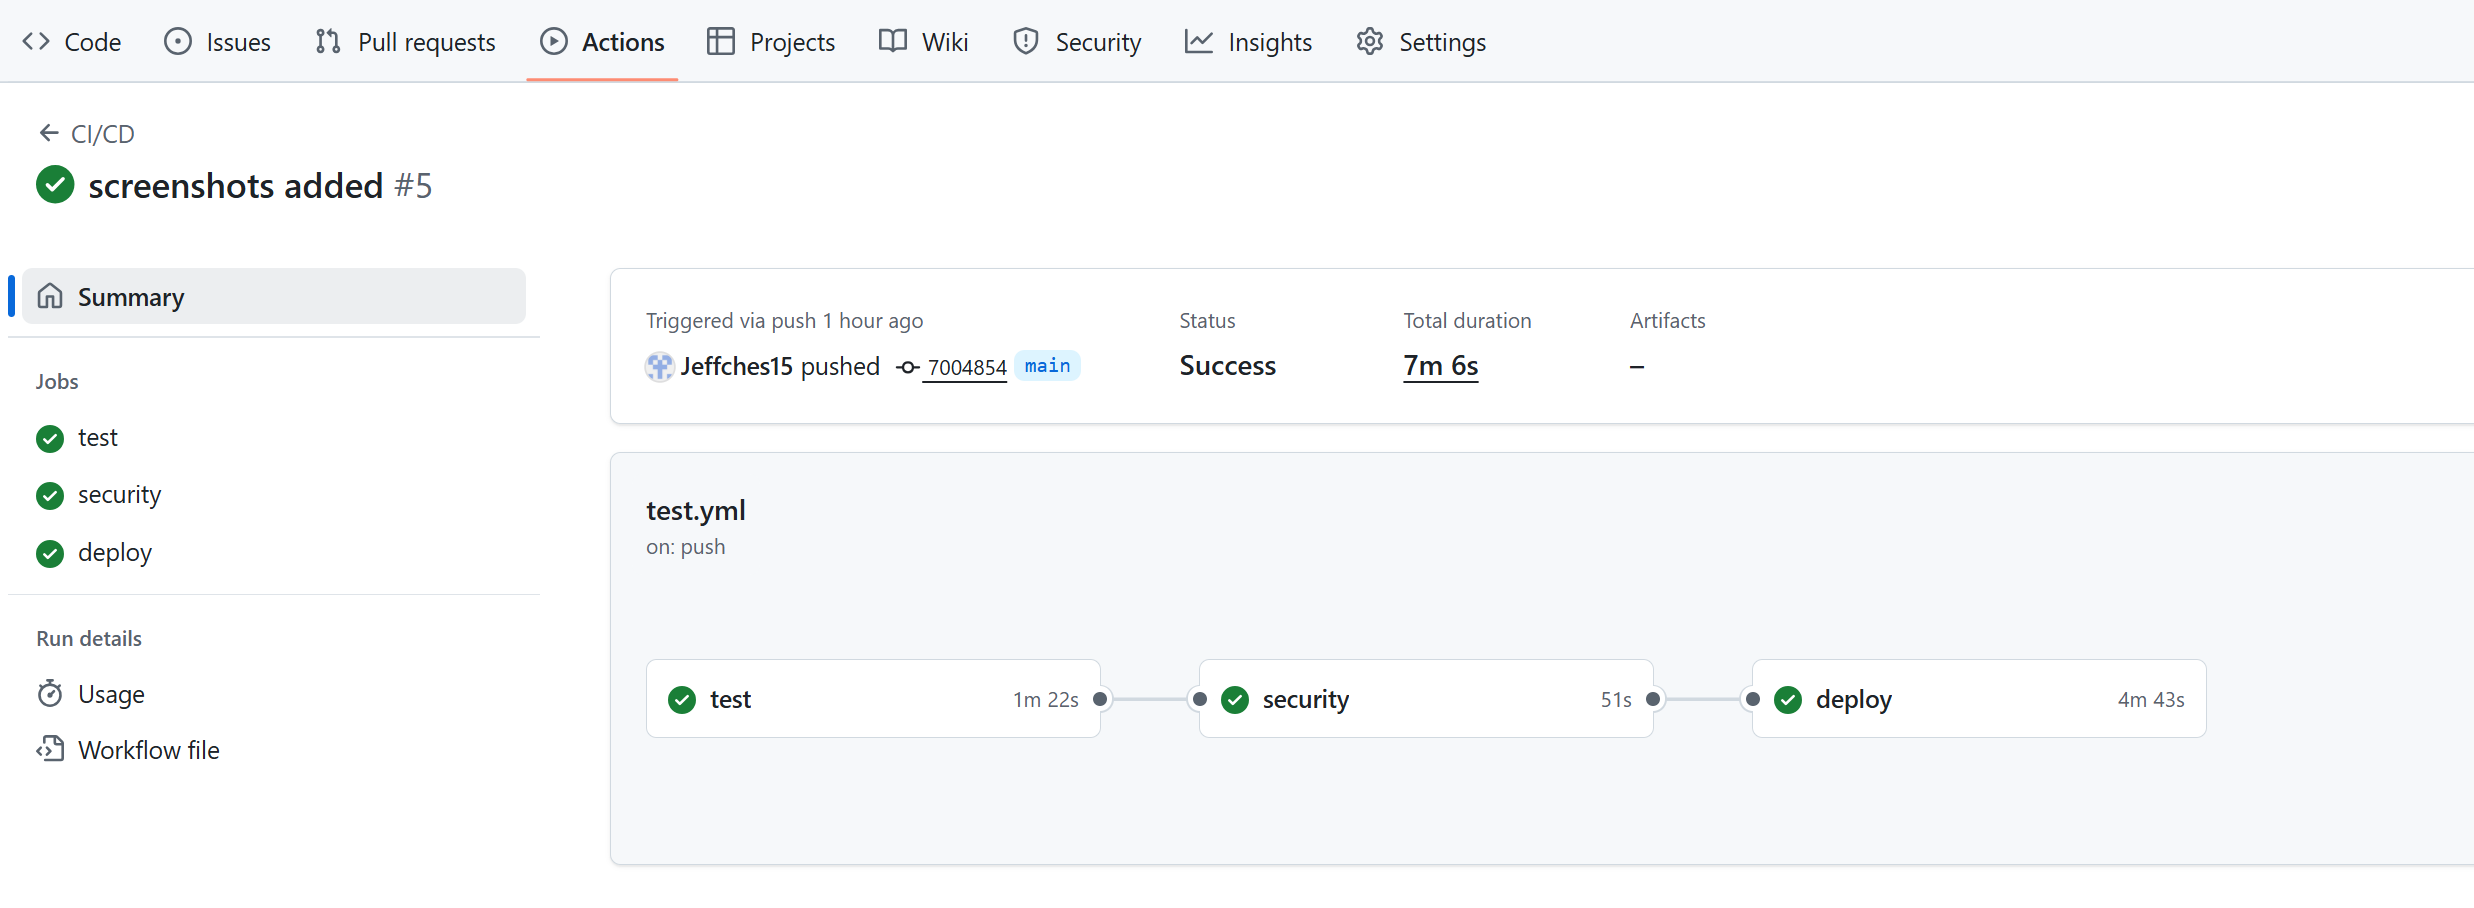 Code Issues Pull requests Actions Projects Wiki Security Insights Settings
CI/CD
screenshots added #5
Summary
Jobs
test
security
deploy
Run details
Usage
Workflow file
Triggered via push 1 hour ago
Jeffches15 pushed 7004854 main
Status
Success
Total duration
7m 6s
Artifacts
–
test.yml
on: push
test 1m 22s
security 51s
deploy 4m 43s